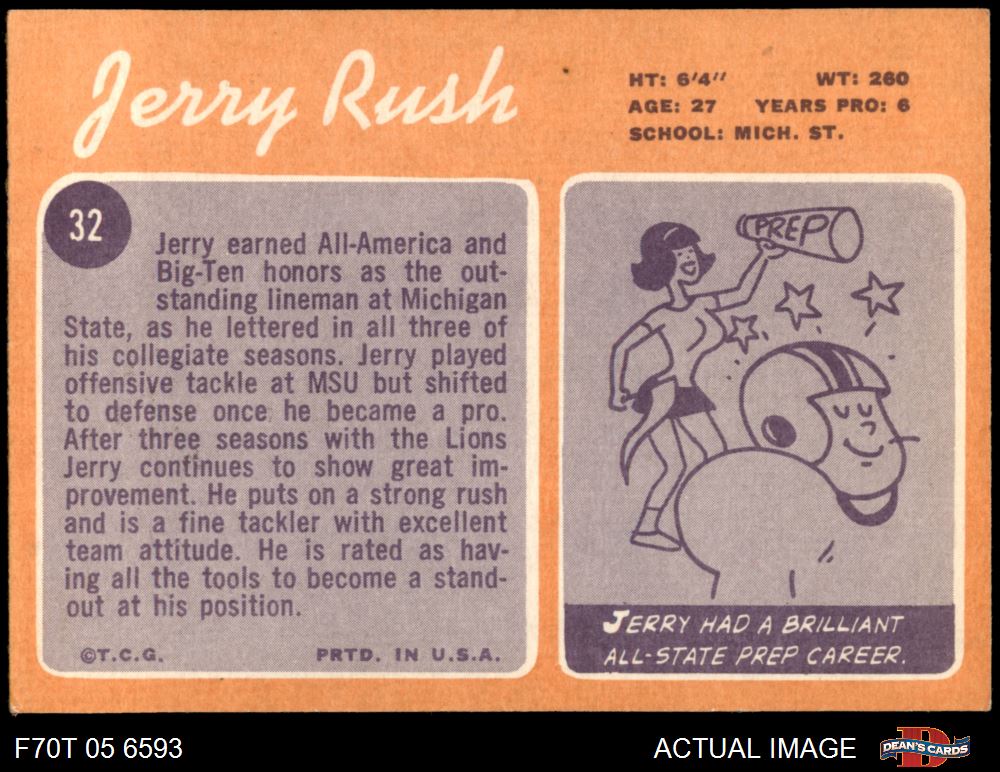 Jerry Rush
HT: 6'4" WT: 260
AGE: 27 YEARS PRO: 6
SCHOOL: MICH. ST.
32
Jerry earned All-America and
Big-Ten honors as the out-
standing lineman at Michigan
State, as he lettered in all three of
his collegiate seasons. Jerry played
offensive tackle at MSU but shifted
to defense once he became a pro.
After three seasons with the Lions
Jerry continues to show great im-
provement. He puts on a strong rush
and is a fine tackler with excellent
team attitude. He is rated as hav-
ing all the tools to become a stand-
out at his position.
©T.C.G. PRTD. IN U.S.A.
PREP
JERRY HAD A BRILLIANT
ALL-STATE PREP CAREER.
F70T 05 6593
ACTUAL IMAGE
D
DEAN'S CARDS